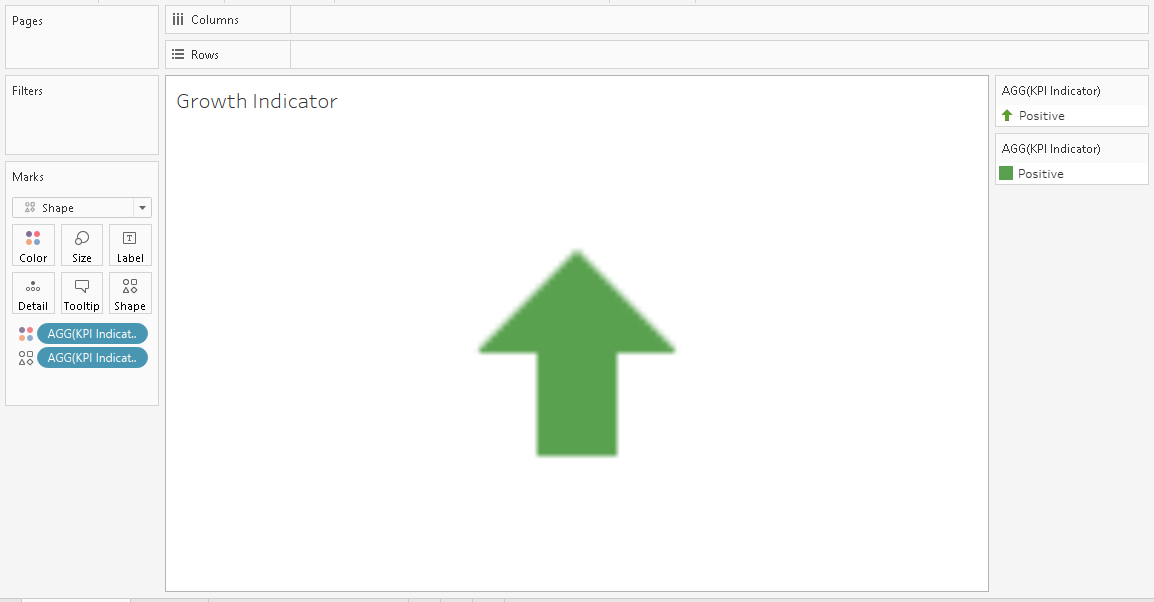 Pages
Columns
Rows
Filters
Growth Indicator
AGG(KPI Indicator)
Positive
AGG(KPI Indicator)
Positive
Marks
Shape
Color
Size
T
Label
Detail
Tooltip
Shape
AGG(KPI Indicat..
AGG(KPI Indicat..